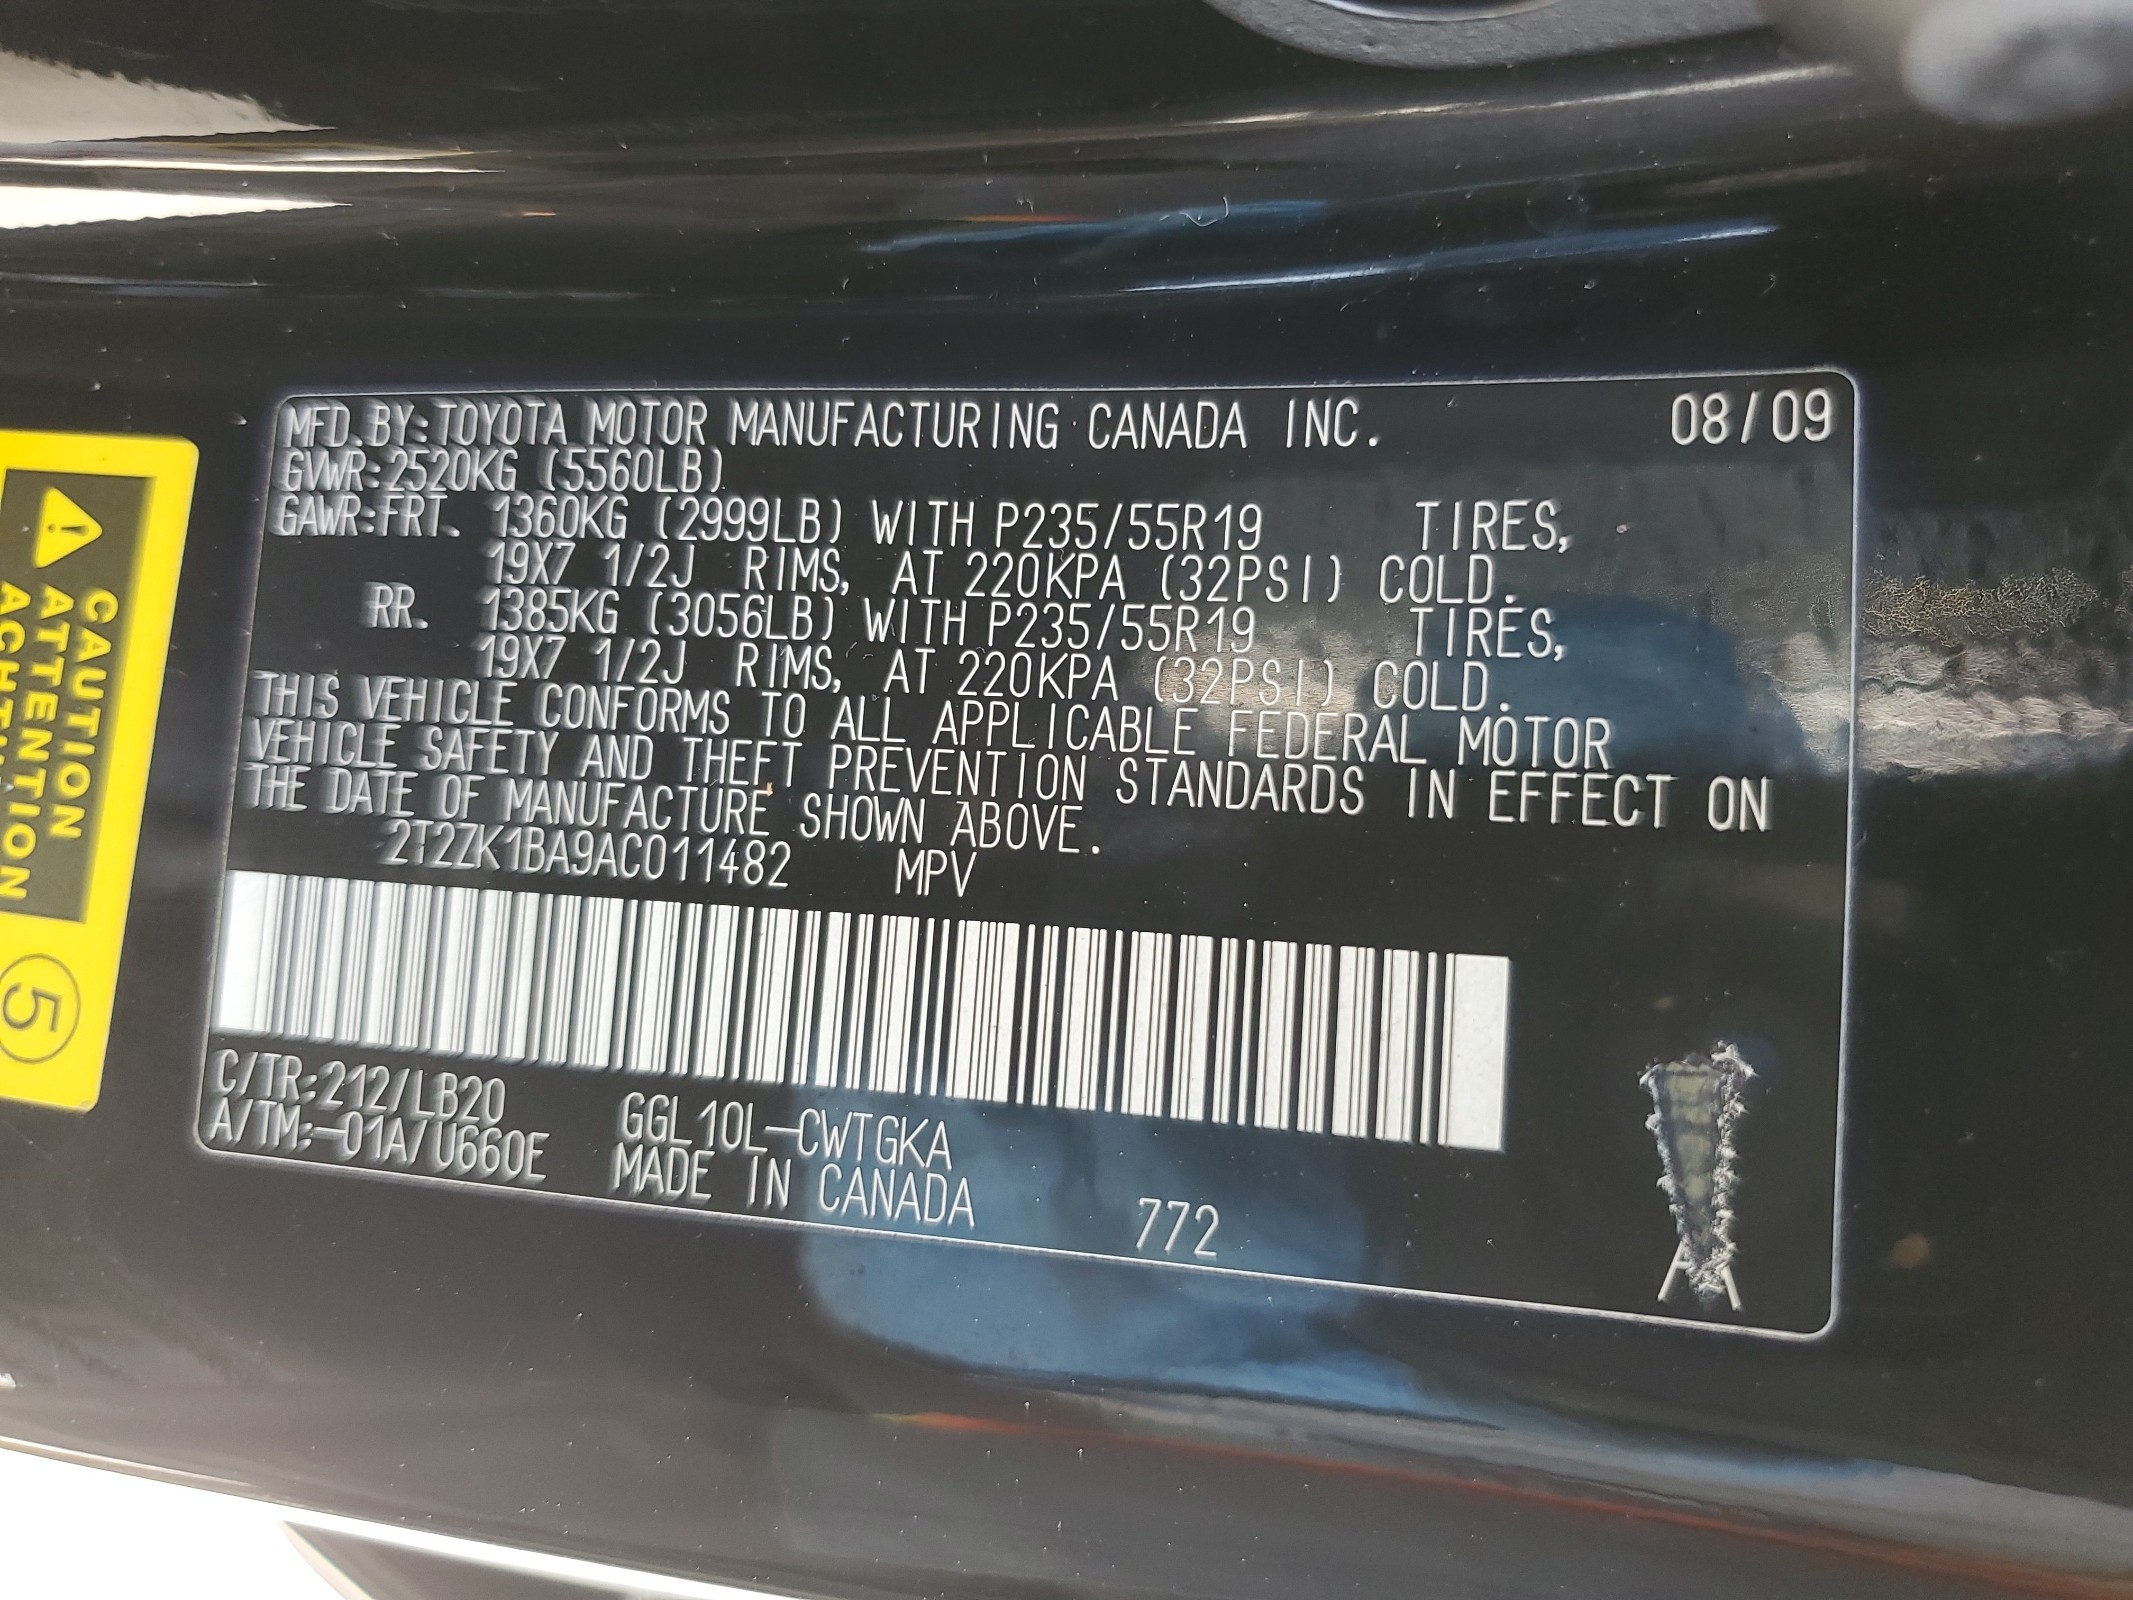 MFD.BY:TOYOTA MOTOR MANUFACTURING CANADA INC. 08/09
GVWR:2520KG (5560LB)
GAWR:FRT. 1360KG (2999LB) WITH P235/55R19 TIRES,
19X7 1/2J RIMS, AT 220KPA (32PSI) COLD.
RR. 1385KG (3056LB) WITH P235/55R19 TIRES,
19X7 1/2J RIMS, AT 220KPA (32PSI) COLD.
THIS VEHICLE CONFORMS TO ALL APPLICABLE FEDERAL MOTOR
VEHICLE SAFETY AND THEFT PREVENTION STANDARDS IN EFFECT ON
THE DATE OF MANUFACTURE SHOWN ABOVE.
2T2ZK1BA9AC011482 MPV
C/TR:212/LB20 GGL10L-CWTGKA
A/TM:-01A/U660E MADE IN CANADA 772
CAUTION
ATTENTION
5